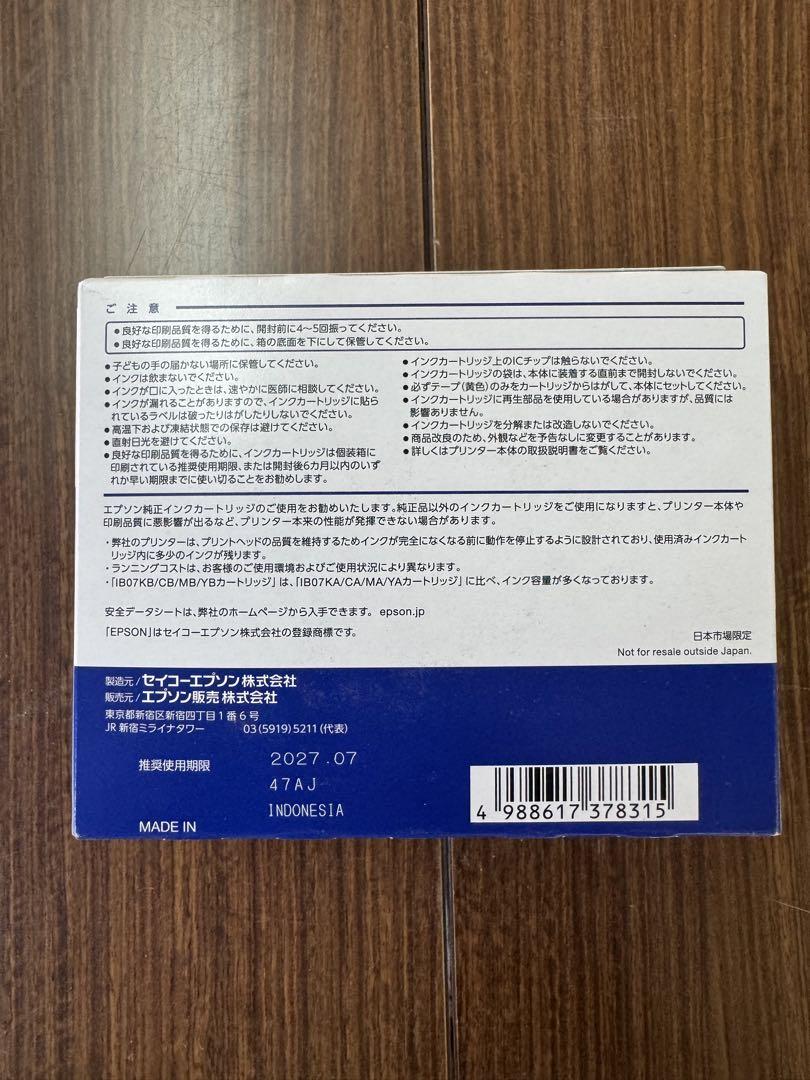 ご注意
●良好な印刷品質を得るために、開封前に4～5回振ってください。
●良好な印刷品質を得るために、箱の底面を下にして保管してください。
●子どもの手の届かない場所に保管してください。
●インクは飲まないでください。
●インクが口に入ったときは、速やかに医師に相談してください。
●インクが漏れることがありますので、インクカートリッジに貼ら
れているラベルは破ったりはがしたりしないでください。
●高温下および凍結状態での保存は避けてください。
●直射日光を避けてください。
●良好な印刷品質を得るために、インクカートリッジは個装箱に
印刷されている推奨使用期限、または開封後6カ月以内のいず
れか早い期限までに使い切ることをお勧めします。
●インクカートリッジ上のICチップは触らないでください。
●インクカートリッジの袋は、本体に装着する直前まで開封しないでください。
●必ずテープ(黄色)のみをカートリッジからはがして、本体にセットしてください。
●インクカートリッジに再生部品を使用している場合がありますが、品質には
影響ありません。
●インクカートリッジを分解または改造しないでください。
●商品改良のため、外観などを予告なしに変更することがあります。
●詳しくはプリンター本体の取扱説明書をご覧ください。
エプソン純正インクカートリッジのご使用をお勧めいたします。純正品以外のインクカートリッジをご使用になりますと、プリンター本体や
印刷品質に悪影響が出るなど、プリンター本来の性能が発揮できない場合があります。
・弊社のプリンターは、プリントヘッドの品質を維持するためインクが完全になくなる前に動作を停止するように設計されており、使用済みインクカート
リッジ内に多少のインクが残ります。
・ランニングコストは、お客様のご使用環境およびご使用状況により異なります。
・「IB07KB/CB/MB/YBカートリッジ」は、「IB07KA/CA/MA/YAカートリッジ」に比べ、インク容量が多くなっております。
安全データシートは、弊社のホームページから入手できます。 epson.jp
「EPSON」はセイコーエプソン株式会社の登録商標です。
日本市場限定
Not for resale outside Japan.
製造元/セイコーエプソン株式会社
販売元/エプソン販売株式会社
東京都新宿区新宿四丁目1番6号
JR新宿ミライナタワー 03(5919)5211(代表)
推奨使用期限 2027.07
47AJ
INDONESIA
MADE IN
4 988617 378315